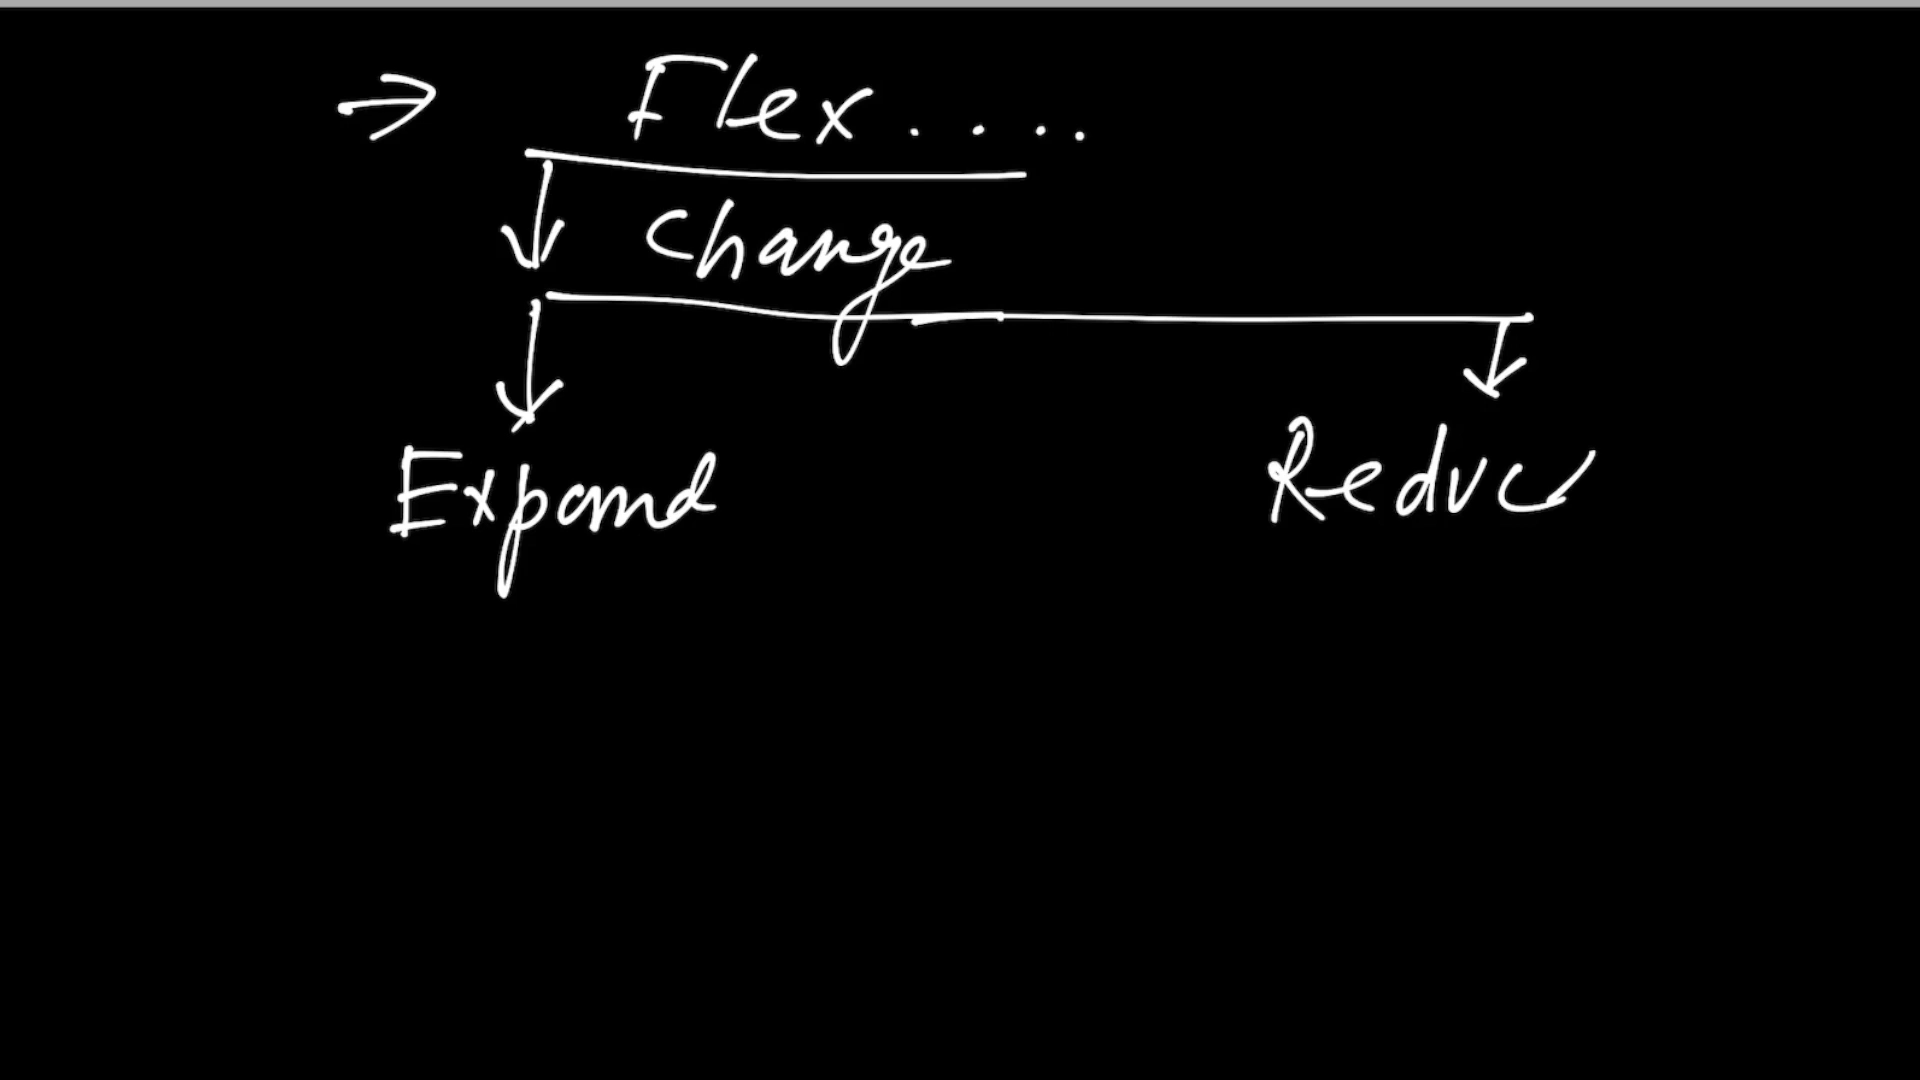 → Flex....
Change
Expand
Reduce